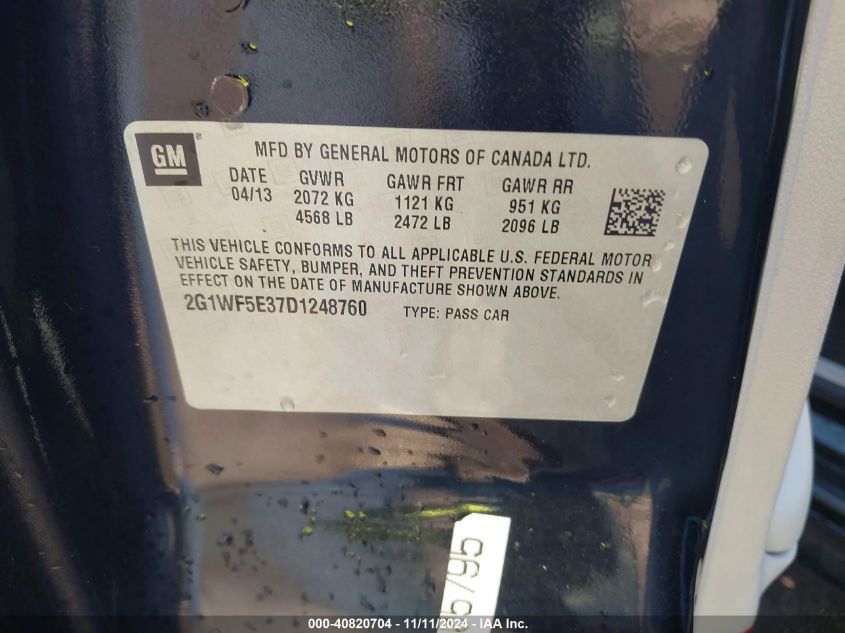 GM
MFD BY GENERAL MOTORS OF CANADA LTD.
DATE GVWR GAWR FRT GAWR RR
04/13 2072 KG 1121 KG 951 KG
4568 LB 2472 LB 2096 LB
THIS VEHICLE CONFORMS TO ALL APPLICABLE U.S. FEDERAL MOTOR
VEHICLE SAFETY, BUMPER, AND THEFT PREVENTION STANDARDS IN
EFFECT ON THE DATE OF MANUFACTURE SHOWN ABOVE.
2G1WF5E37D1248760 TYPE: PASS CAR
000-40820704 - 11/11/2024 - IAA Inc.